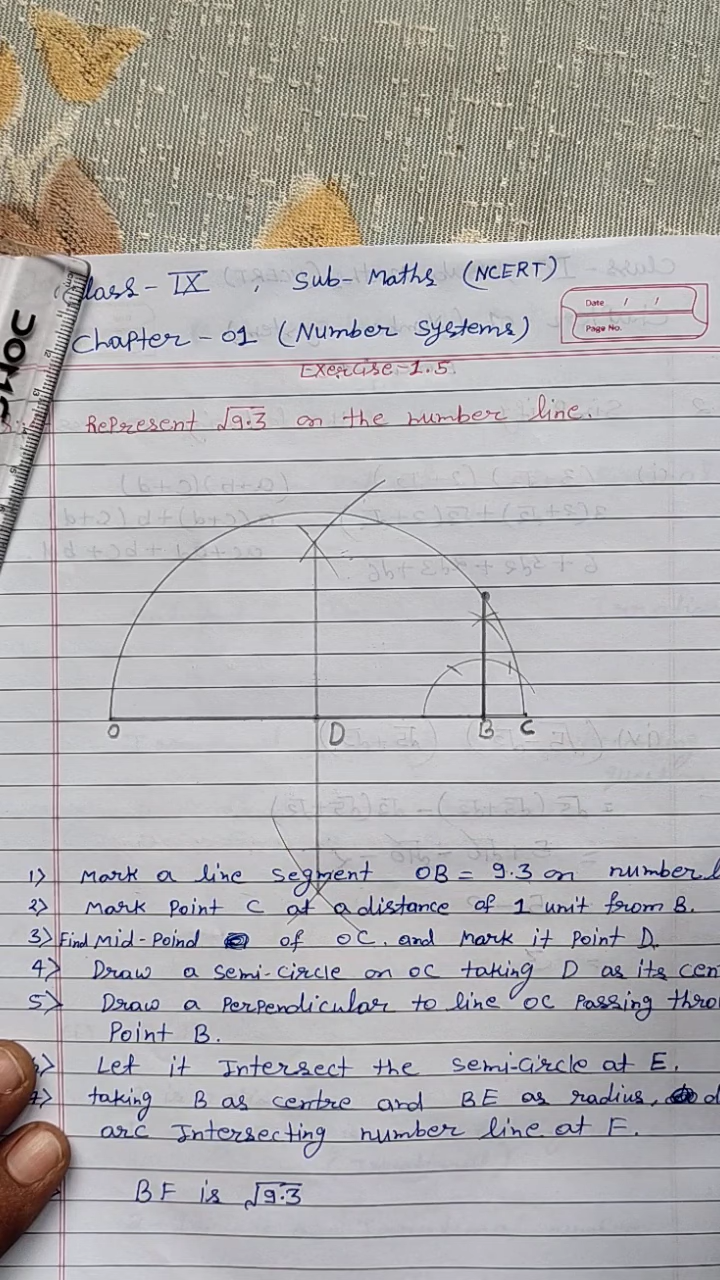 Class - IX , Sub- Maths (NCERT)
Chapter - 01 (Number Systems)
Date / /
Page No.
Exercise-1.5.
Represent √9.3 on the number line.
O D B C
1) Mark a line segment OB = 9.3 on number
2) Mark Point C at a distance of 1 unit from B.
3) Find Mid-Poind of OC. and Mark it Point D.
4) Draw a semi-circle on OC taking D as its cen
5) Draw a Perpendicular to line OC Passing thro
Point B.
6) Let it Intersect the semi-circle at E.
7) taking B as centre and BE as radius,
arc Intersecting number line at F.
BF is √9.3